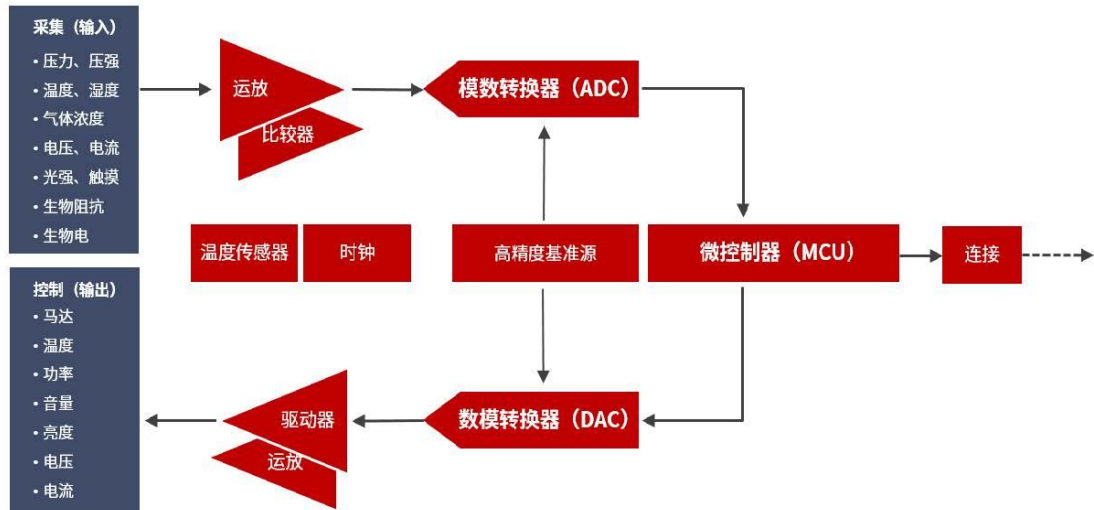 采集（输入）
• 压力、压强
• 温度、湿度
• 气体浓度
• 电压、电流
• 光强、触摸
• 生物阻抗
• 生物电
运放
比较器
模数转换器（ADC）
温度传感器
时钟
高精度基准源
微控制器（MCU）
连接
控制（输出）
• 马达
• 温度
• 功率
• 音量
• 亮度
• 电压
• 电流
驱动器
运放
数模转换器（DAC）